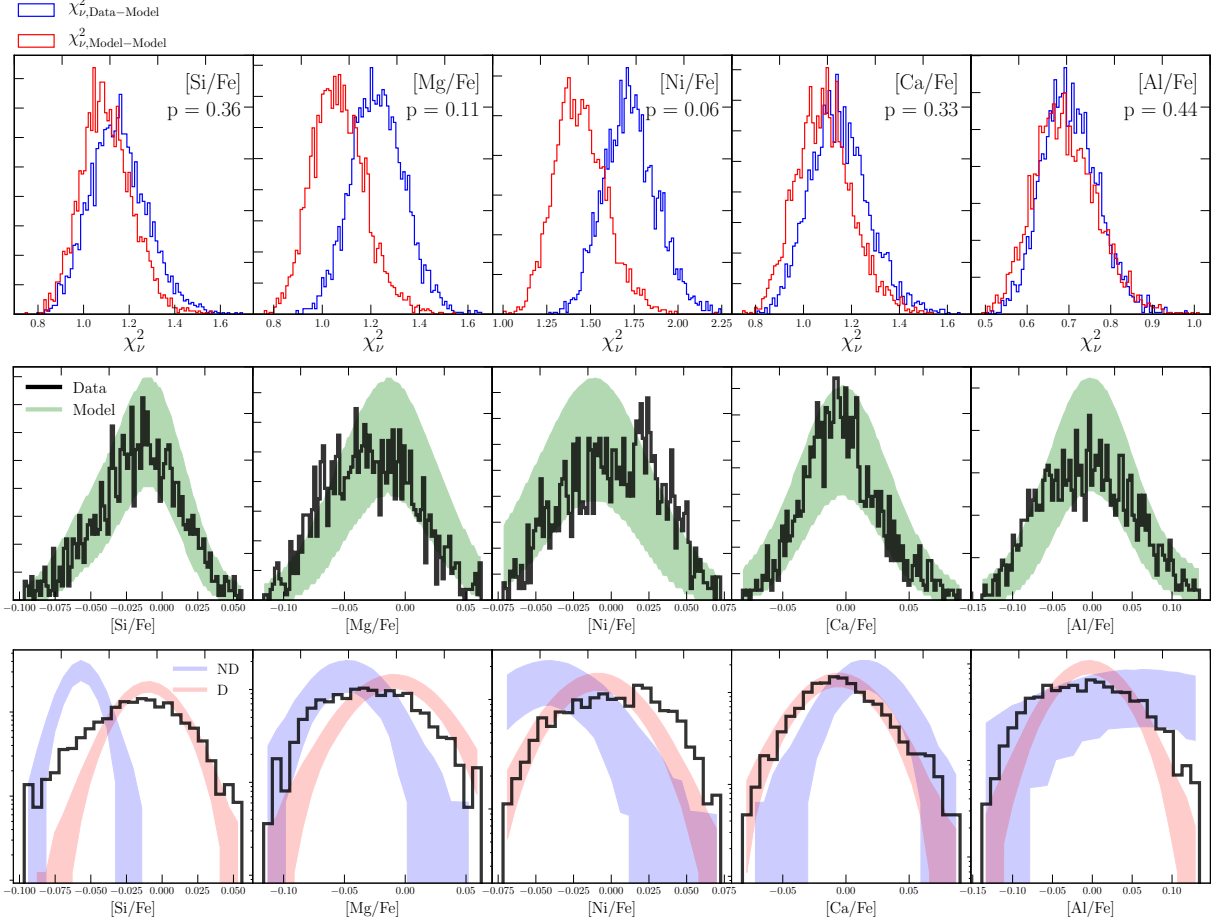 χ²ν,Data−Model
χ²ν,Model−Model
[Si/Fe]
p = 0.36
[Mg/Fe]
p = 0.11
[Ni/Fe]
p = 0.06
[Ca/Fe]
p = 0.33
[Al/Fe]
p = 0.44
0.8 1.0 1.2 1.4 1.6
0.8 1.0 1.2 1.4 1.6
1.00 1.25 1.50 1.75 2.00 2.25
0.8 1.0 1.2 1.4 1.6
0.5 0.6 0.7 0.8 0.9 1.0
χ²ν
χ²ν
χ²ν
χ²ν
χ²ν
Data
Model
−0.100 −0.075 −0.050 −0.025 0.000 0.025 0.050
−0.10 −0.05 0.00 0.05
−0.075 −0.050 −0.025 0.000 0.025 0.050 0.075
−0.05 0.00 0.05
−0.15 −0.10 −0.05 0.00 0.05 0.10
[Si/Fe]
[Mg/Fe]
[Ni/Fe]
[Ca/Fe]
[Al/Fe]
ND
D
−0.100 −0.075 −0.050 −0.025 0.000 0.025 0.050
−0.10 −0.05 0.00 0.05
−0.075 −0.050 −0.025 0.000 0.025 0.050 0.075
−0.05 0.00 0.05
−0.15 −0.10 −0.05 0.00 0.05 0.10
[Si/Fe]
[Mg/Fe]
[Ni/Fe]
[Ca/Fe]
[Al/Fe]